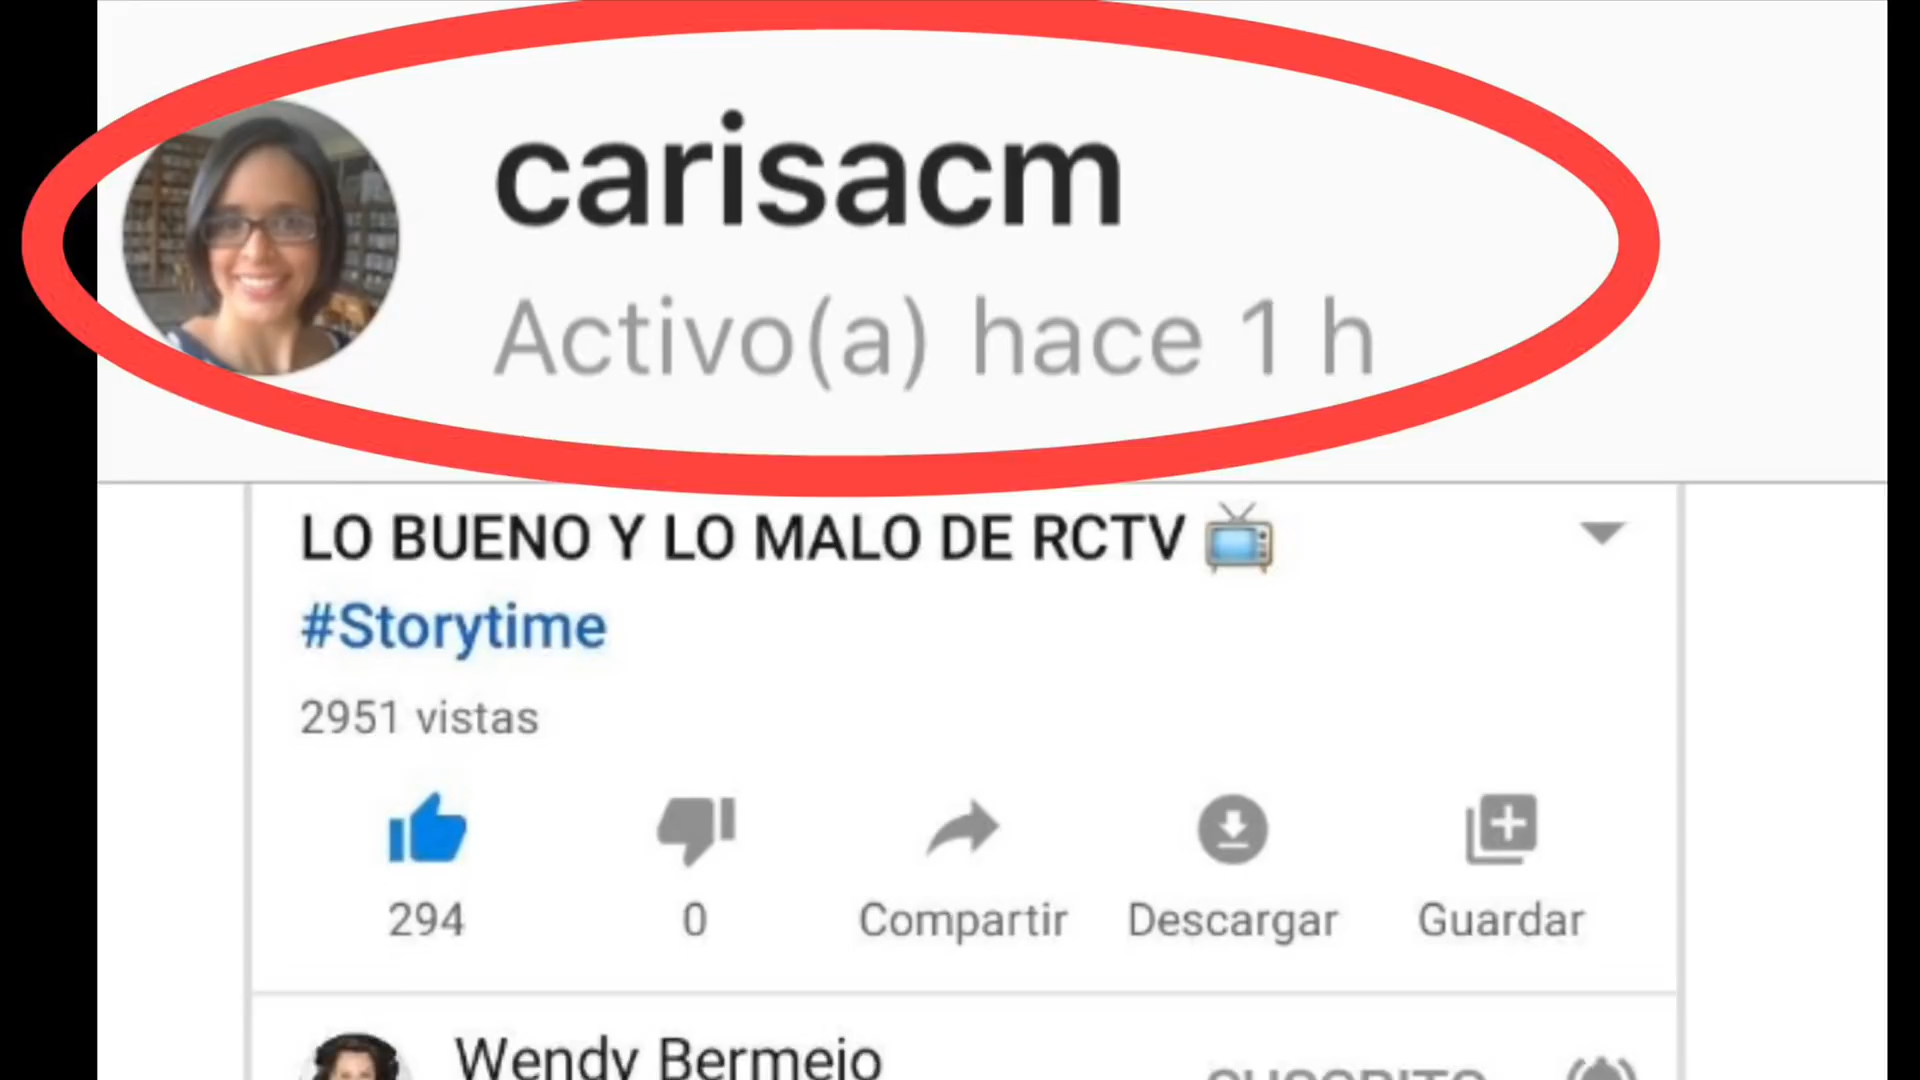 carisacm
Activo(a) hace 1 h
LO BUENO Y LO MALO DE RCTV
#Storytime
2951 vistas
294
0
Compartir
Descargar
Guardar
Wendy Bermejo
SUSCRITO